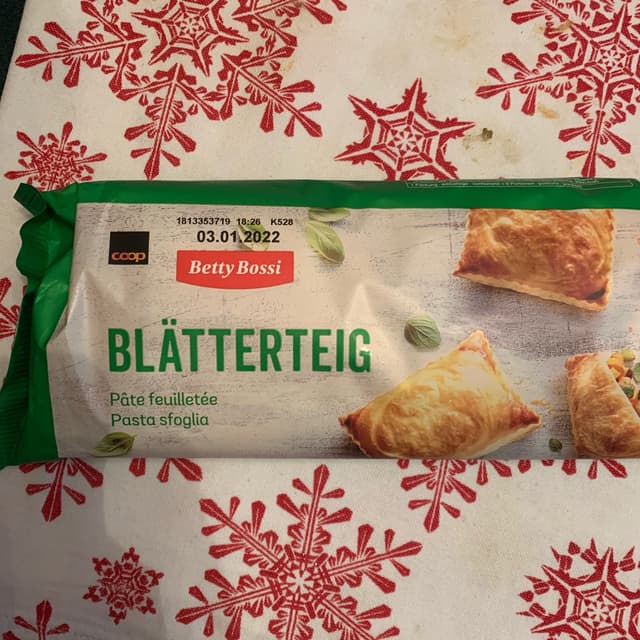 1813353719 18:26 K528
03.01.2022
coop
Betty Bossi
BLÄTTERTEIG
Pâte feuilletée
Pasta sfoglia